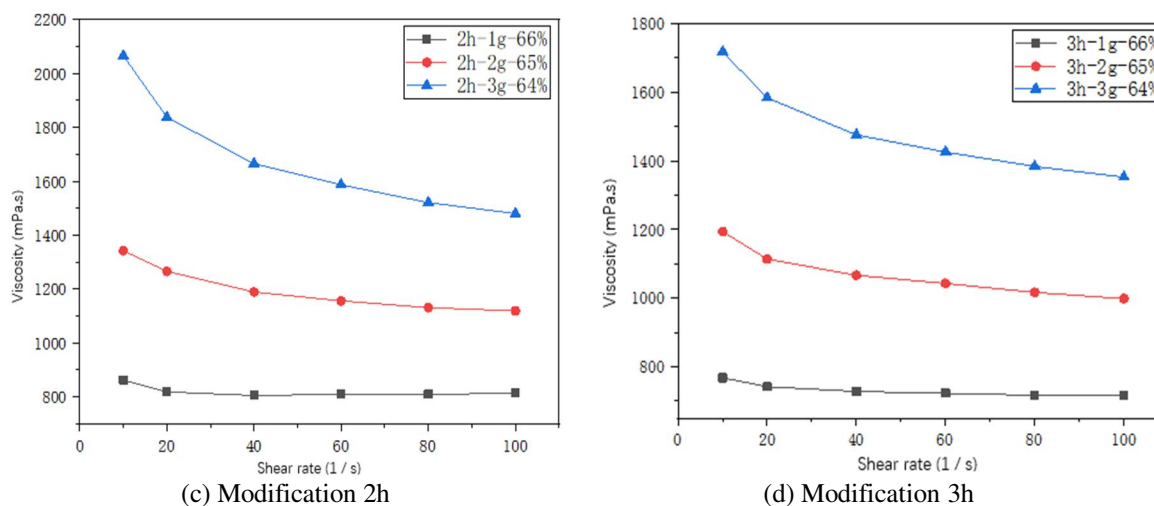 2200
2000
1800
1600
1400
1200
1000
800
Viscosity (mPa.s)
2h-1g-66%
2h-2g-65%
2h-3g-64%
0 20 40 60 80 100
Shear rate (1 / s)
(c) Modification 2h
1800
1600
1400
1200
1000
800
Viscosity (mPa.s)
3h-1g-66%
3h-2g-65%
3h-3g-64%
0 20 40 60 80 100
Shear rate (1 / s)
(d) Modification 3h